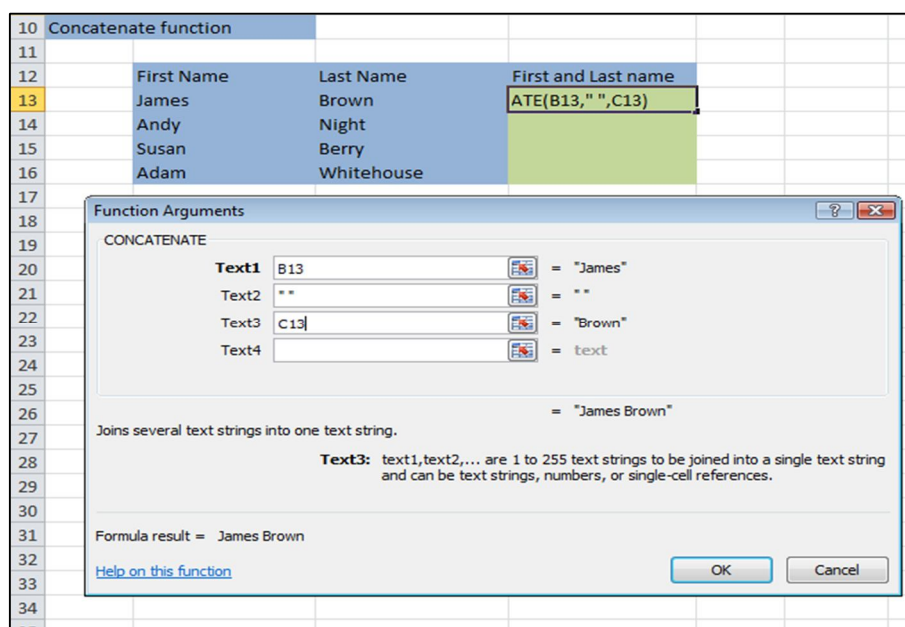 10 Concatenate function
11
12 First Name Last Name First and Last name
13 James Brown ATE(B13," ",C13)
14 Andy Night
15 Susan Berry
16 Adam Whitehouse
17
Function Arguments
18
19 CONCATENATE
20 Text1 B13 = "James"
21 Text2 " " = " "
22 Text3 C13 = "Brown"
23 Text4 = text
24
25
26 = "James Brown"
27 Joins several text strings into one text string.
28 Text3: text1,text2,... are 1 to 255 text strings to be joined into a single text string
29 and can be text strings, numbers, or single-cell references.
30
31 Formula result = James Brown
32 Help on this function OK Cancel
33
34